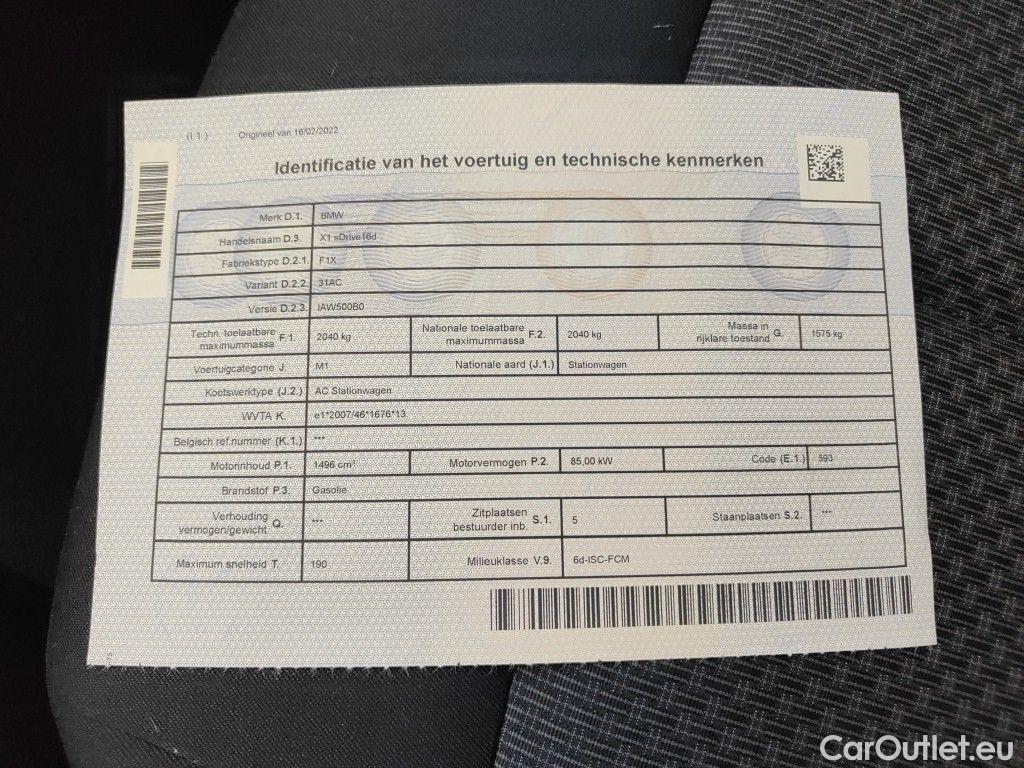 (I 1 )
Origineel van 16/02/2022
Identificatie van het voertuig en technische kenmerken
Merk D.1. BMW
Handelsnaam D.3. X1 sDrive16d
Fabriekstype D.2.1. F1X
Variant D.2.2. 31AC
Versie D.2.3. IAW500B0
Techn. toelaatbare maximummassa F.1. 2040 kg Nationale toelaatbare maximummassa F.2. 2040 kg Massa in rijklare toestand G. 1575 kg
Voertuigcategorie J. M1 Nationale aard (J.1.) Stationwagen
Koetswerktype (J.2.) AC Stationwagen
WVTA K. e1*2007/46*1676*13
Belgisch ref.nummer (K.1.) ***
Motorinhoud P.1. 1496 cm³ Motorvermogen P.2. 85,00 kW Code (E.1.) 593
Brandstof P.3. Gasolie
Verhouding vermogen/gewicht Q. *** Zitplaatsen bestuurder inb. S.1. 5 Staanplaatsen S.2. ***
Maximum snelheid T. 190 Milieuklasse V.9. 6d-ISC-FCM
CarOutlet.eu